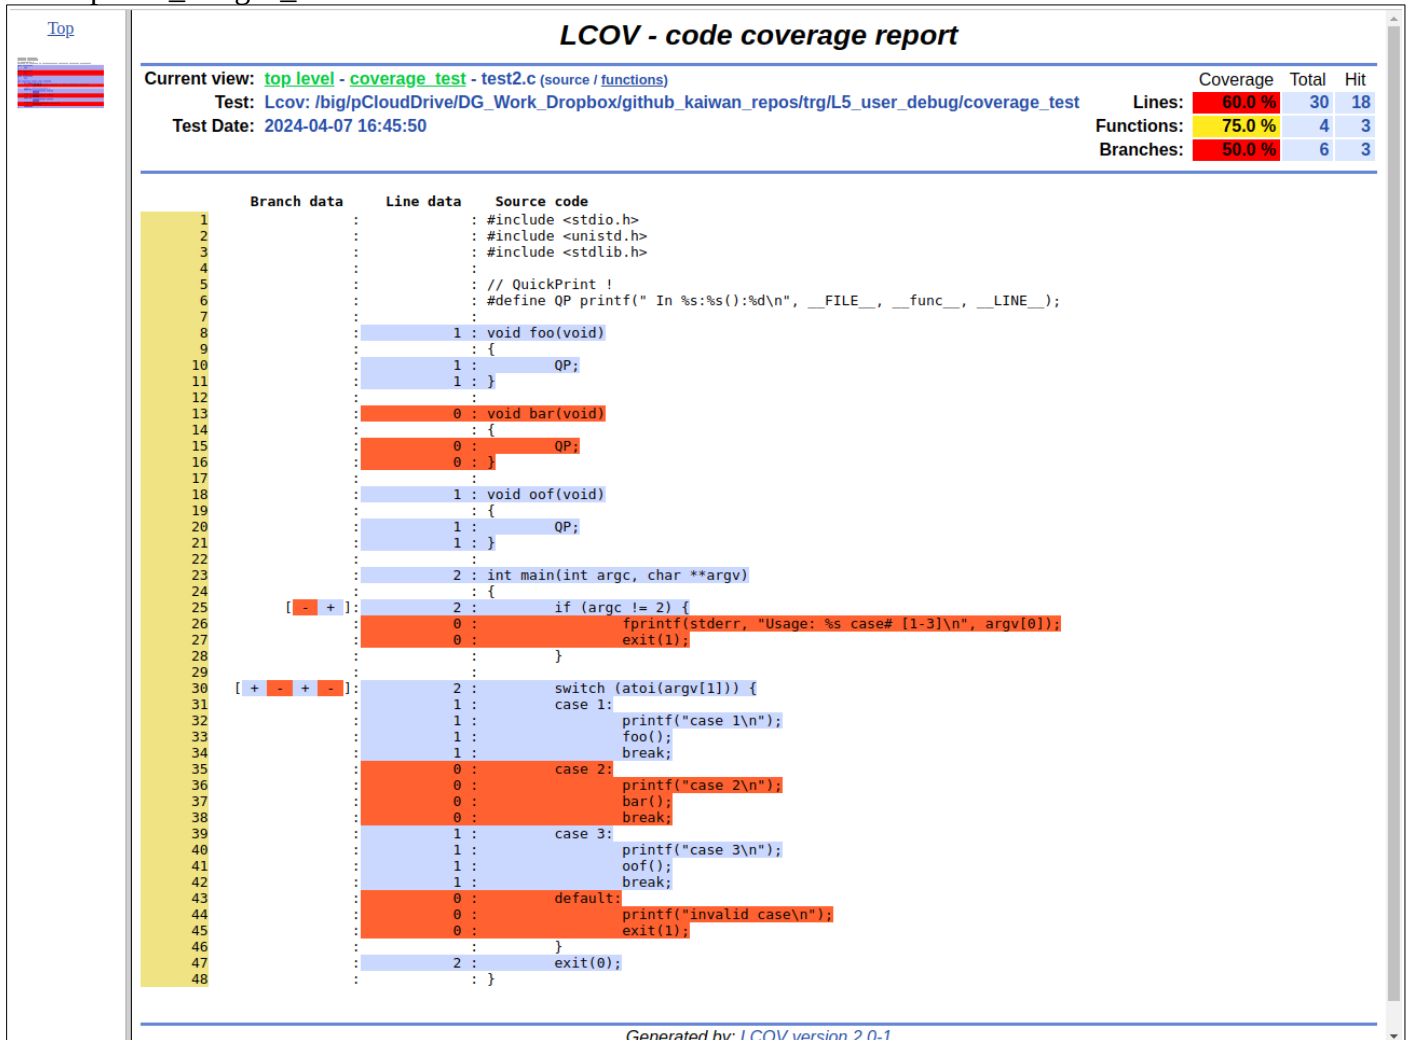 Top
LCOV - code coverage report
Current view: top level - coverage_test - test2.c (source / functions) Coverage Total Hit
Test: Lcov: /big/pCloudDrive/DG_Work_Dropbox/github_kaiwan_repos/trg/L5_user_debug/coverage_test Lines: 60.0 % 30 18
Test Date: 2024-04-07 16:45:50 Functions: 75.0 % 4 3
Branches: 50.0 % 6 3
Branch data Line data Source code
1 : : #include <stdio.h>
2 : : #include <unistd.h>
3 : : #include <stdlib.h>
4 : :
5 : : // QuickPrint !
6 : : #define QP printf(" In %s:%s():%d\n", __FILE__, __func__, __LINE__);
7 : :
8 : 1 : void foo(void)
9 : : {
10 : 1 : QP;
11 : 1 : }
12 : :
13 : 0 : void bar(void)
14 : : {
15 : 0 : QP;
16 : 0 : }
17 : :
18 : 1 : void oof(void)
19 : : {
20 : 1 : QP;
21 : 1 : }
22 : :
23 : 2 : int main(int argc, char **argv)
24 : : {
25 [ - + ]: 2 : if (argc != 2) {
26 : 0 : fprintf(stderr, "Usage: %s case# [1-3]\n", argv[0]);
27 : 0 : exit(1);
28 : : }
29 : :
30 [ + - + - ]: 2 : switch (atoi(argv[1])) {
31 : 1 : case 1:
32 : 1 : printf("case 1\n");
33 : 1 : foo();
34 : 1 : break;
35 : 0 : case 2:
36 : 0 : printf("case 2\n");
37 : 0 : bar();
38 : 0 : break;
39 : 1 : case 3:
40 : 1 : printf("case 3\n");
41 : 1 : oof();
42 : 1 : break;
43 : 0 : default:
44 : 0 : printf("invalid case\n");
45 : 0 : exit(1);
46 : : }
47 : 2 : exit(0);
48 : : }
Generated by: LCOV version 2.0-1